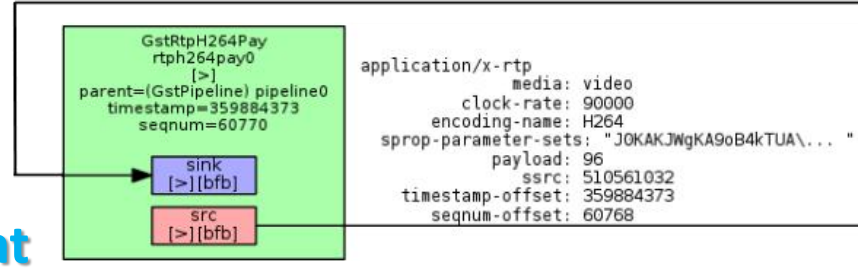 GstRtpH264Pay
rtph264pay0
[>]
parent=(GstPipeline) pipeline0
timestamp=359884373
seqnum=60770
sink
[>][bfb]
src
[>][bfb]
application/x-rtp
media: video
clock-rate: 90000
encoding-name: H264
sprop-parameter-sets: "J0KAKJWgKA9oB4kTUA\... "
payload: 96
ssrc: 510561032
timestamp-offset: 359884373
seqnum-offset: 60768